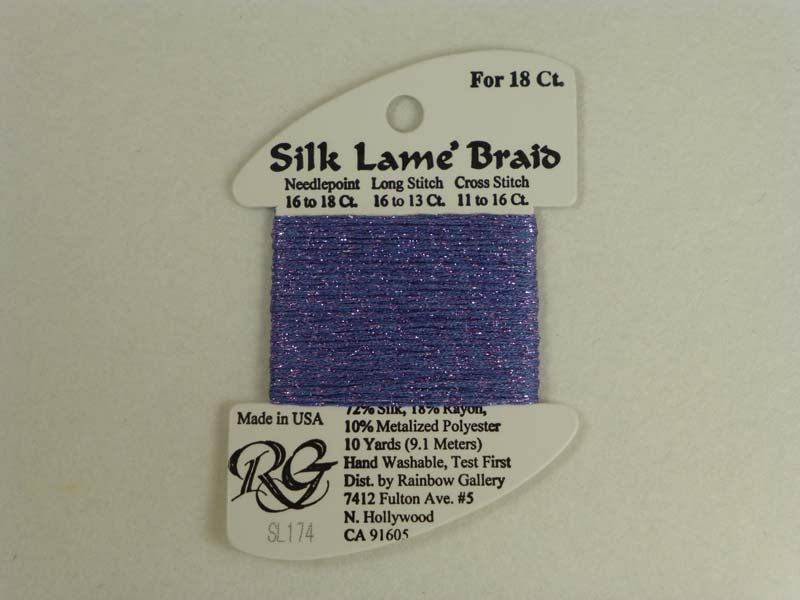 For 18 Ct.
Silk Lame' Braid
Needlepoint Long Stitch Cross Stitch
16 to 18 Ct. 16 to 13 Ct. 11 to 16 Ct.
72% Silk, 18% Rayon,
Made in USA
10% Metalized Polyester
10 Yards (9.1 Meters)
Hand Washable, Test First
RG
Dist. by Rainbow Gallery
7412 Fulton Ave. #5
N. Hollywood
SL174
CA 91605